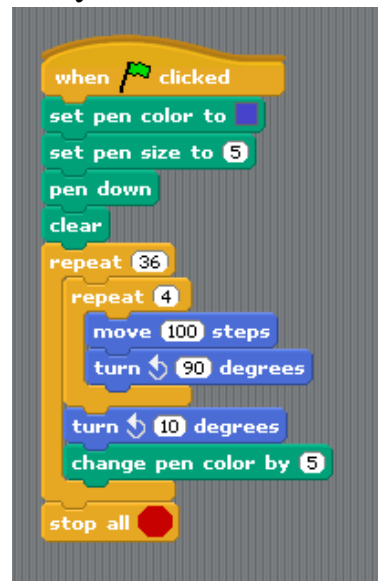 when clicked
set pen color to
set pen size to 5
pen down
clear
repeat 36
repeat 4
move 100 steps
turn 90 degrees
turn 10 degrees
change pen color by 5
stop all